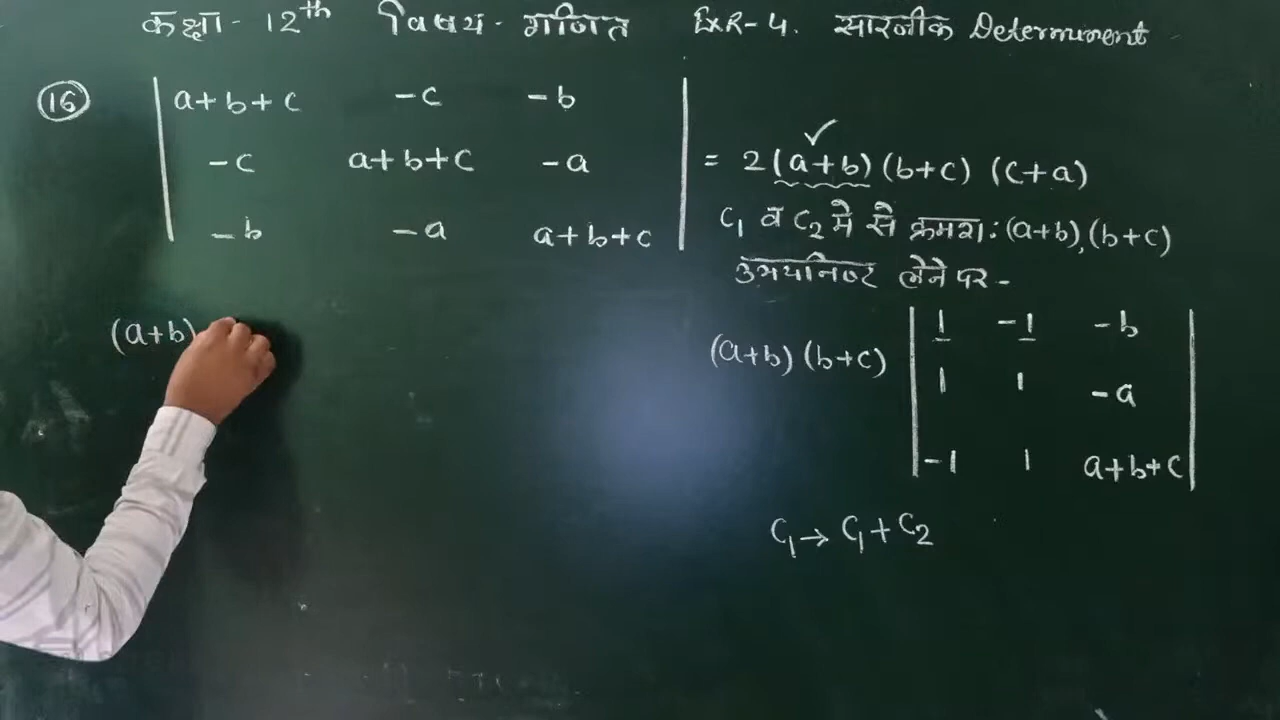 कक्षा - 12th विषय - गणित ExR-4. सारनीक Determinent
16 | a+b+c -c -b |
| -c a+b+c -a | = 2(a+b)(b+c) (c+a)
| -b -a a+b+c |
C₁ व C₂ मे से क्रमश: (a+b), (b+c)
उभयनिष्ट लेने पर -
(a+b) (b+c) | 1 -1 -b |
| 1 1 -a |
| -1 1 a+b+c |
C₁ → C₁ + C₂
(a+b)